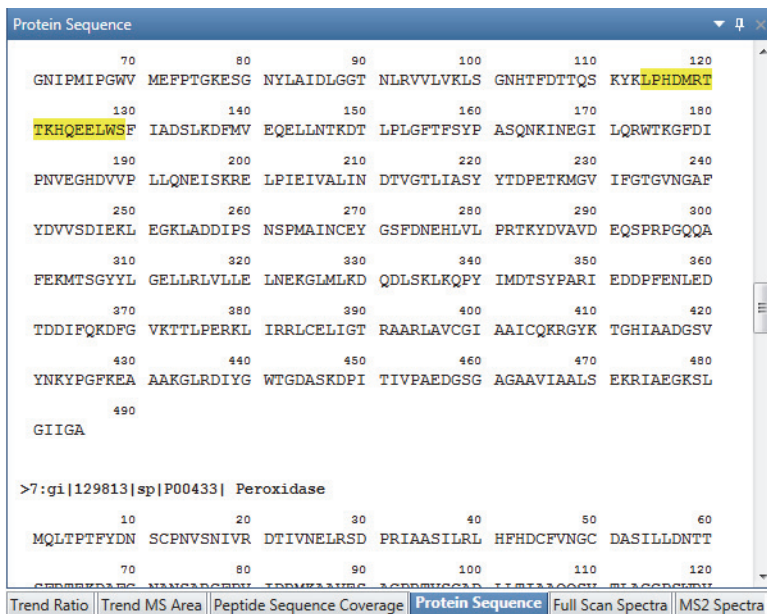 Protein Sequence
70 80 90 100 110 120
GNIPMIPGWV MEFPTGKESG NYLAIDLGGT NLRVVLVKLS GNHTFDTTQS KYKLPHDMRT
130 140 150 160 170 180
TKHQEELWSF IADSLKDFMV EQELLNTKDT LPLGFTFSYP ASQNKINEGI LQRWTKGFDI
190 200 210 220 230 240
PNVEGHDVVP LLQNEISKRE LPIEIVALIN DTVGTLIASY YTDPETKMGV IFGTGVNGAF
250 260 270 280 290 300
YDVVSDIEKL EGKLADDIPS NSPMAINCEY GSFDNEHLVL PRTKYDVAVD EQSPRPGQQA
310 320 330 340 350 360
FEKMTSGYYL GELLRLVLLE LNEKGLMLKD QDLSKLKQPY IMDTSYPARI EDDPFENLED
370 380 390 400 410 420
TDDIFQKDFG VKTTLPERKL IRRLCELIGT RAARLAVCGI AAICQKRGYK TGHIAADGSV
430 440 450 460 470 480
YNKYPGFKEA AAKGLRDIYG WTGDASKDPI TIVPAEDGSG AGAAVIAALS EKRIAEGKSL
490
GIIGA
>7:gi|129813|sp|P00433| Peroxidase
10 20 30 40 50 60
MQLTPTFYDN SCPNVSNIVR DTIVNELRSD PRIAASILRL HFHDCFVNGC DASILLDNTT
70 80 90 100 110 120
Trend Ratio Trend MS Area Peptide Sequence Coverage Protein Sequence Full Scan Spectra MS2 Spectra